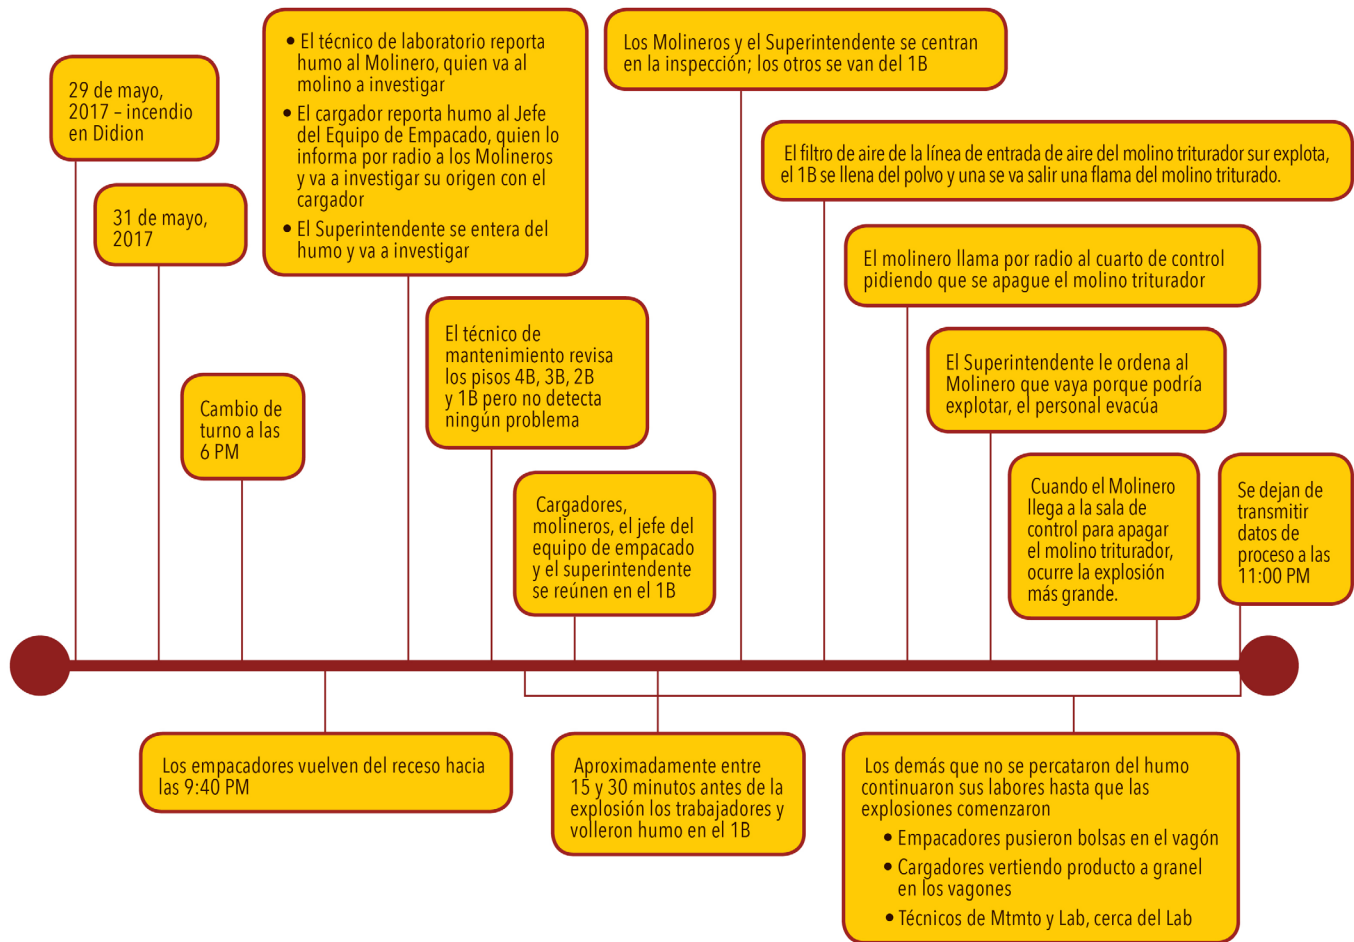 29 de mayo,
2017 – incendio
en Didion
31 de mayo,
2017
Cambio de
turno a las
6 PM
• El técnico de laboratorio reporta
humo al Molinero, quien va al
molino a investigar
• El cargador reporta humo al Jefe
del Equipo de Empacado, quien lo
informa por radio a los Molineros
y va a investigar su origen con el
cargador
• El Superintendente se entera del
humo y va a investigar
El técnico de
mantenimiento revisa
los pisos 4B, 3B, 2B
y 1B pero no detecta
ningún problema
Cargadores,
molineros, el jefe del
equipo de empacado
y el superintendente
se reúnen en el 1B
Los Molineros y el Superintendente se centran
en la inspección; los otros se van del 1B
El filtro de aire de la línea de entrada de aire del molino triturador sur explota,
el 1B se llena del polvo y una se va salir una flama del molino triturado.
El molinero llama por radio al cuarto de control
pidiendo que se apague el molino triturador
El Superintendente le ordena al
Molinero que vaya porque podría
explotar, el personal evacúa
Cuando el Molinero
llega a la sala de
control para apagar
el molino triturador,
ocurre la explosión
más grande.
Se dejan de
transmitir
datos de
proceso a las
11:00 PM
Los empacadores vuelven del receso hacia
las 9:40 PM
Aproximadamente entre
15 y 30 minutos antes de la
explosión los trabajadores y
volleron humo en el 1B
Los demás que no se percataron del humo
continuaron sus labores hasta que las
explosiones comenzaron
• Empacadores pusieron bolsas en el vagón
• Cargadores vertiendo producto a granel
en los vagones
• Técnicos de Mtmto y Lab, cerca del Lab